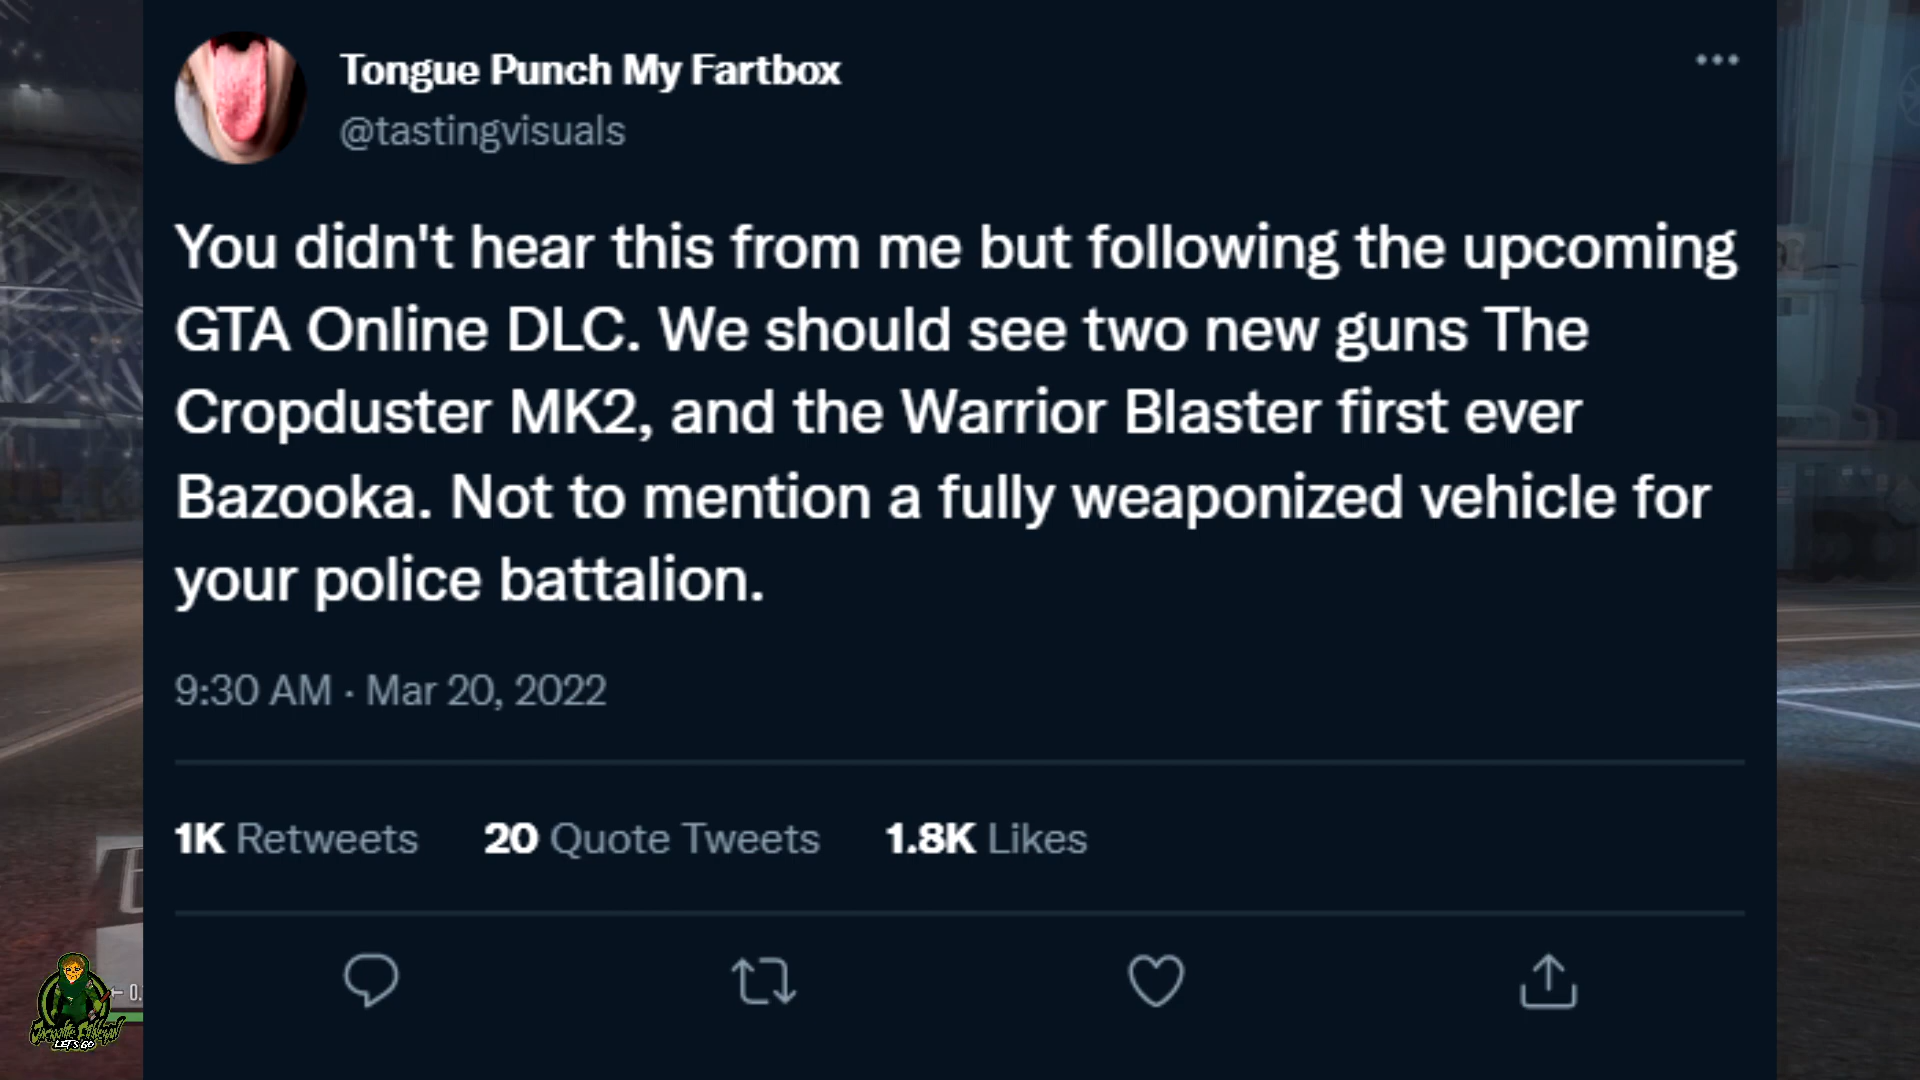 Tongue Punch My Fartbox
@tastingvisuals
You didn't hear this from me but following the upcoming
GTA Online DLC. We should see two new guns The
Cropduster MK2, and the Warrior Blaster first ever
Bazooka. Not to mention a fully weaponized vehicle for
your police battalion.
9:30 AM · Mar 20, 2022
1K Retweets 20 Quote Tweets 1.8K Likes
0.
LET'S GO